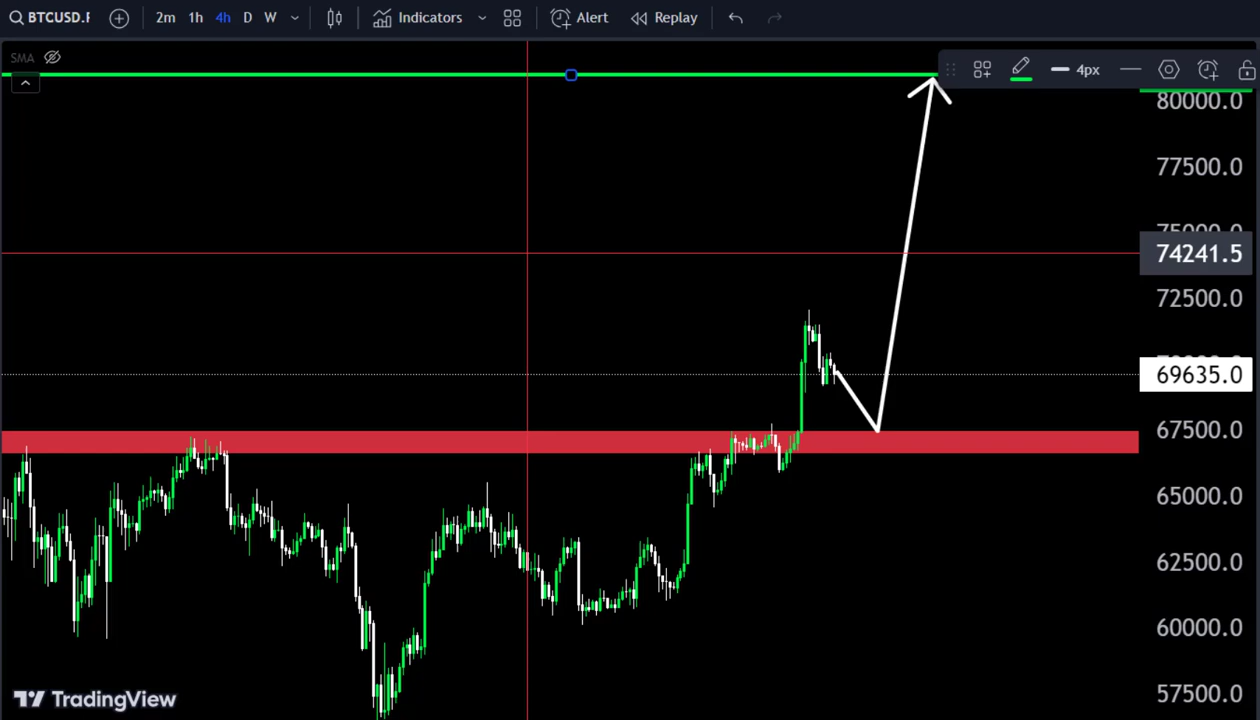 BTCUSD.F 2m 1h 4h D W Indicators Alert Replay
SMA
4px
80000.0
77500.0
74241.5
72500.0
69635.0
67500.0
65000.0
62500.0
60000.0
57500.0
TradingView